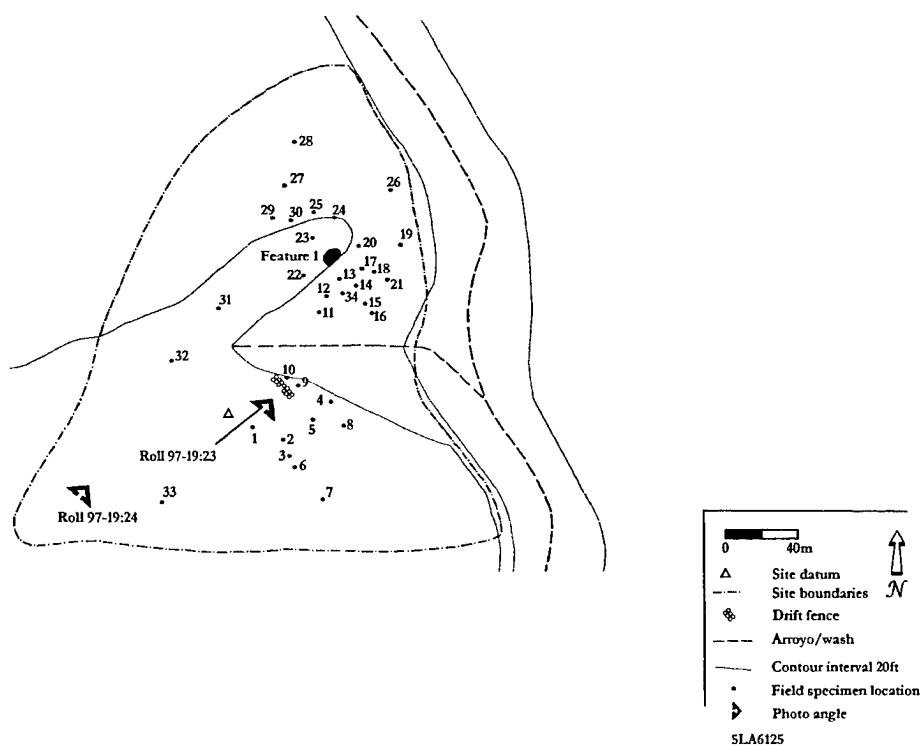 28
27
26
25
29
30
24
23
20
19
Feature 1
17
18
22
13
14
21
12
34
31
15
11
16
32
10
9
4
5
8
1
2
Roll 97-19:23
3
6
33
7
Roll 97-19:24
0 40m
Site datum
Site boundaries
N
Drift fence
Arroyo/wash
Contour interval 20ft
Field specimen location
Photo angle
5LA6125